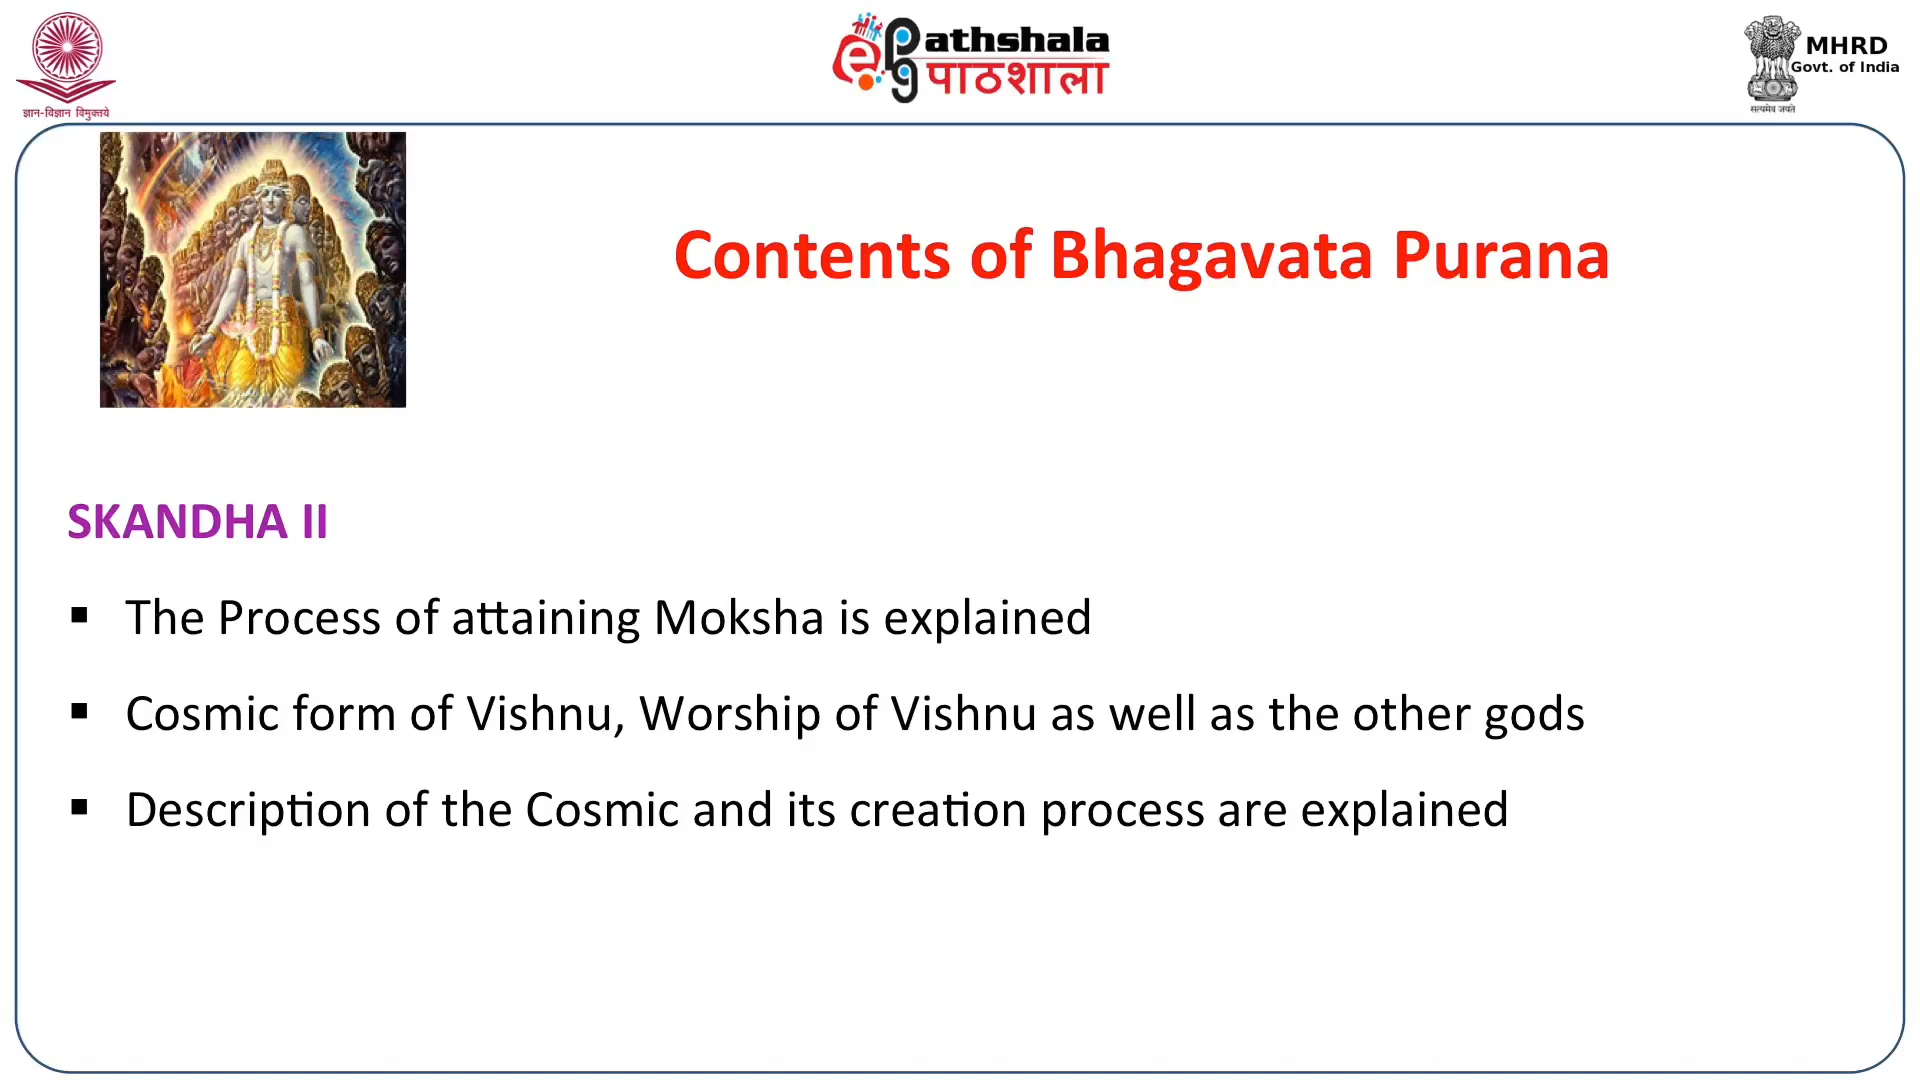 ज्ञान-विज्ञान विमुक्तये
ePg Pathshala
पाठशाला
MHRD
Govt. of India
सत्यमेव जयते
Contents of Bhagavata Purana
SKANDHA II
▪ The Process of attaining Moksha is explained
▪ Cosmic form of Vishnu, Worship of Vishnu as well as the other gods
▪ Description of the Cosmic and its creation process are explained